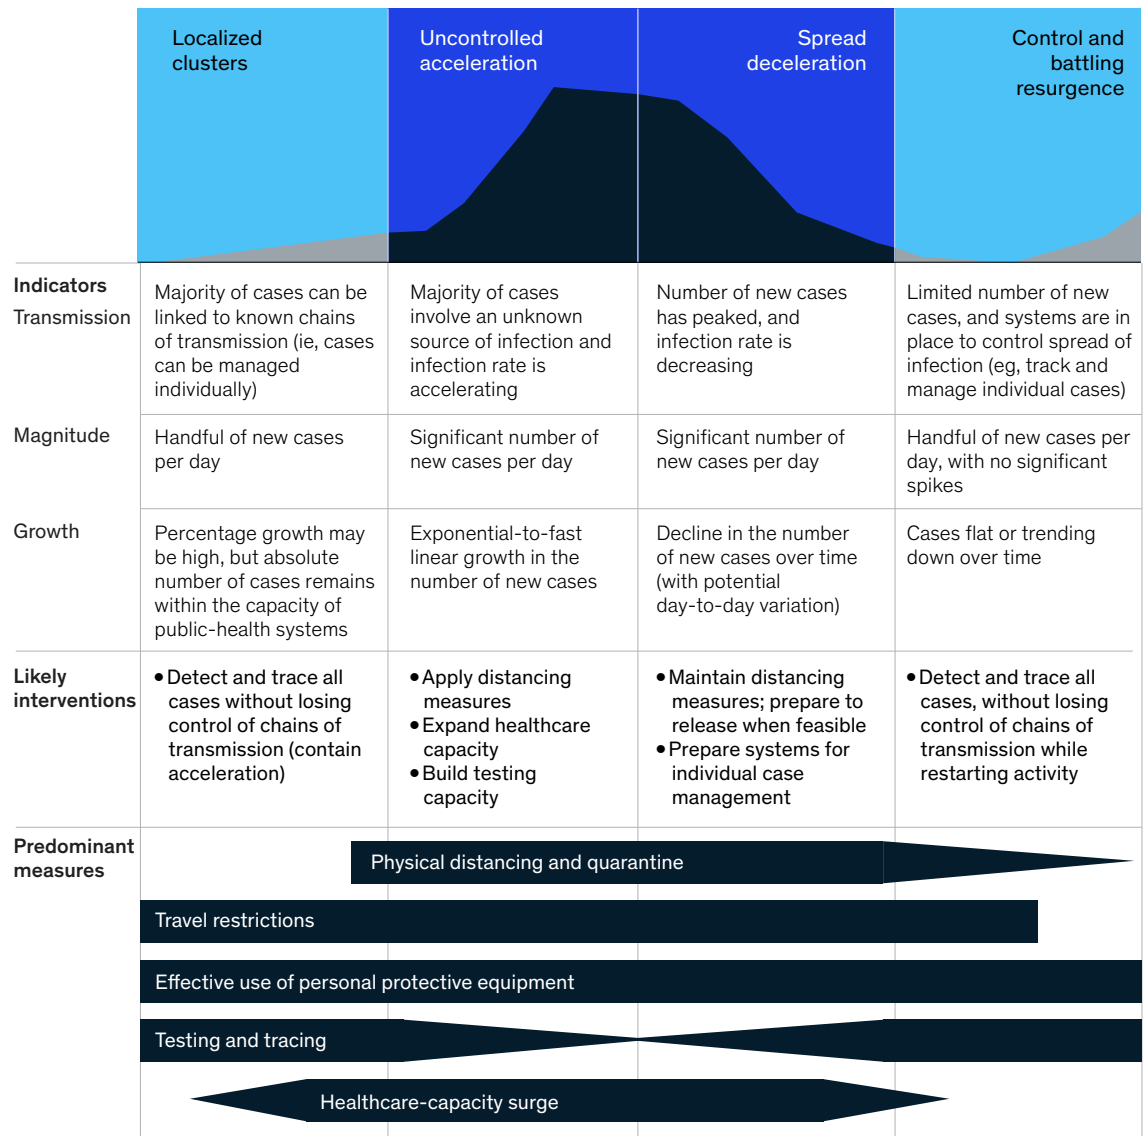 Localized
clusters
Uncontrolled
acceleration
Spread
deceleration
Control and
battling
resurgence
Indicators
Transmission
Majority of cases can be
linked to known chains
of transmission (ie, cases
can be managed
individually)
Majority of cases
involve an unknown
source of infection and
infection rate is
accelerating
Number of new cases
has peaked, and
infection rate is
decreasing
Limited number of new
cases, and systems are in
place to control spread of
infection (eg, track and
manage individual cases)
Magnitude
Handful of new cases
per day
Significant number of
new cases per day
Significant number of
new cases per day
Handful of new cases per
day, with no significant
spikes
Growth
Percentage growth may
be high, but absolute
number of cases remains
within the capacity of
public-health systems
Exponential-to-fast
linear growth in the
number of new cases
Decline in the number
of new cases over time
(with potential
day-to-day variation)
Cases flat or trending
down over time
Likely
interventions
• Detect and trace all
cases without losing
control of chains of
transmission (contain
acceleration)
• Apply distancing
measures
• Expand healthcare
capacity
• Build testing
capacity
• Maintain distancing
measures; prepare to
release when feasible
• Prepare systems for
individual case
management
• Detect and trace all
cases, without losing
control of chains of
transmission while
restarting activity
Predominant
measures
Physical distancing and quarantine
Travel restrictions
Effective use of personal protective equipment
Testing and tracing
Healthcare-capacity surge